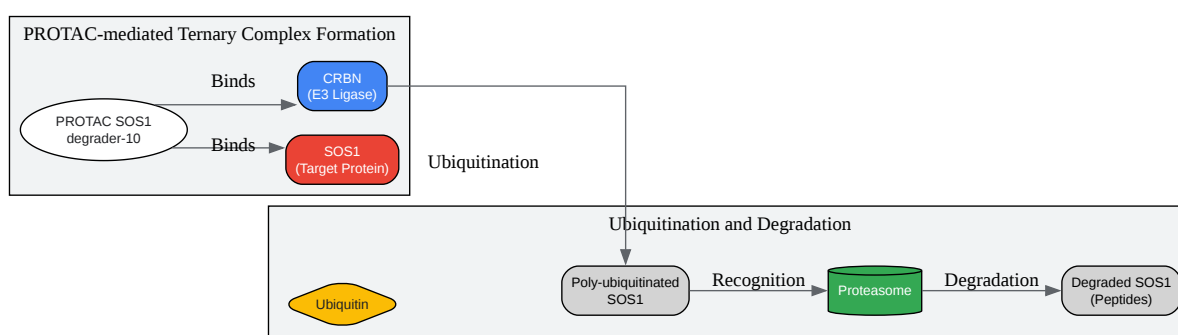 PROTAC-mediated Ternary Complex Formation
Binds
CRBN
(E3 Ligase)
PROTAC SOS1
degrader-10
Binds
SOS1
(Target Protein)
Ubiquitination
Ubiquitination and Degradation
Ubiquitin
Poly-ubiquitinated
SOS1
Recognition
Proteasome
Degradation
Degraded SOS1
(Peptides)